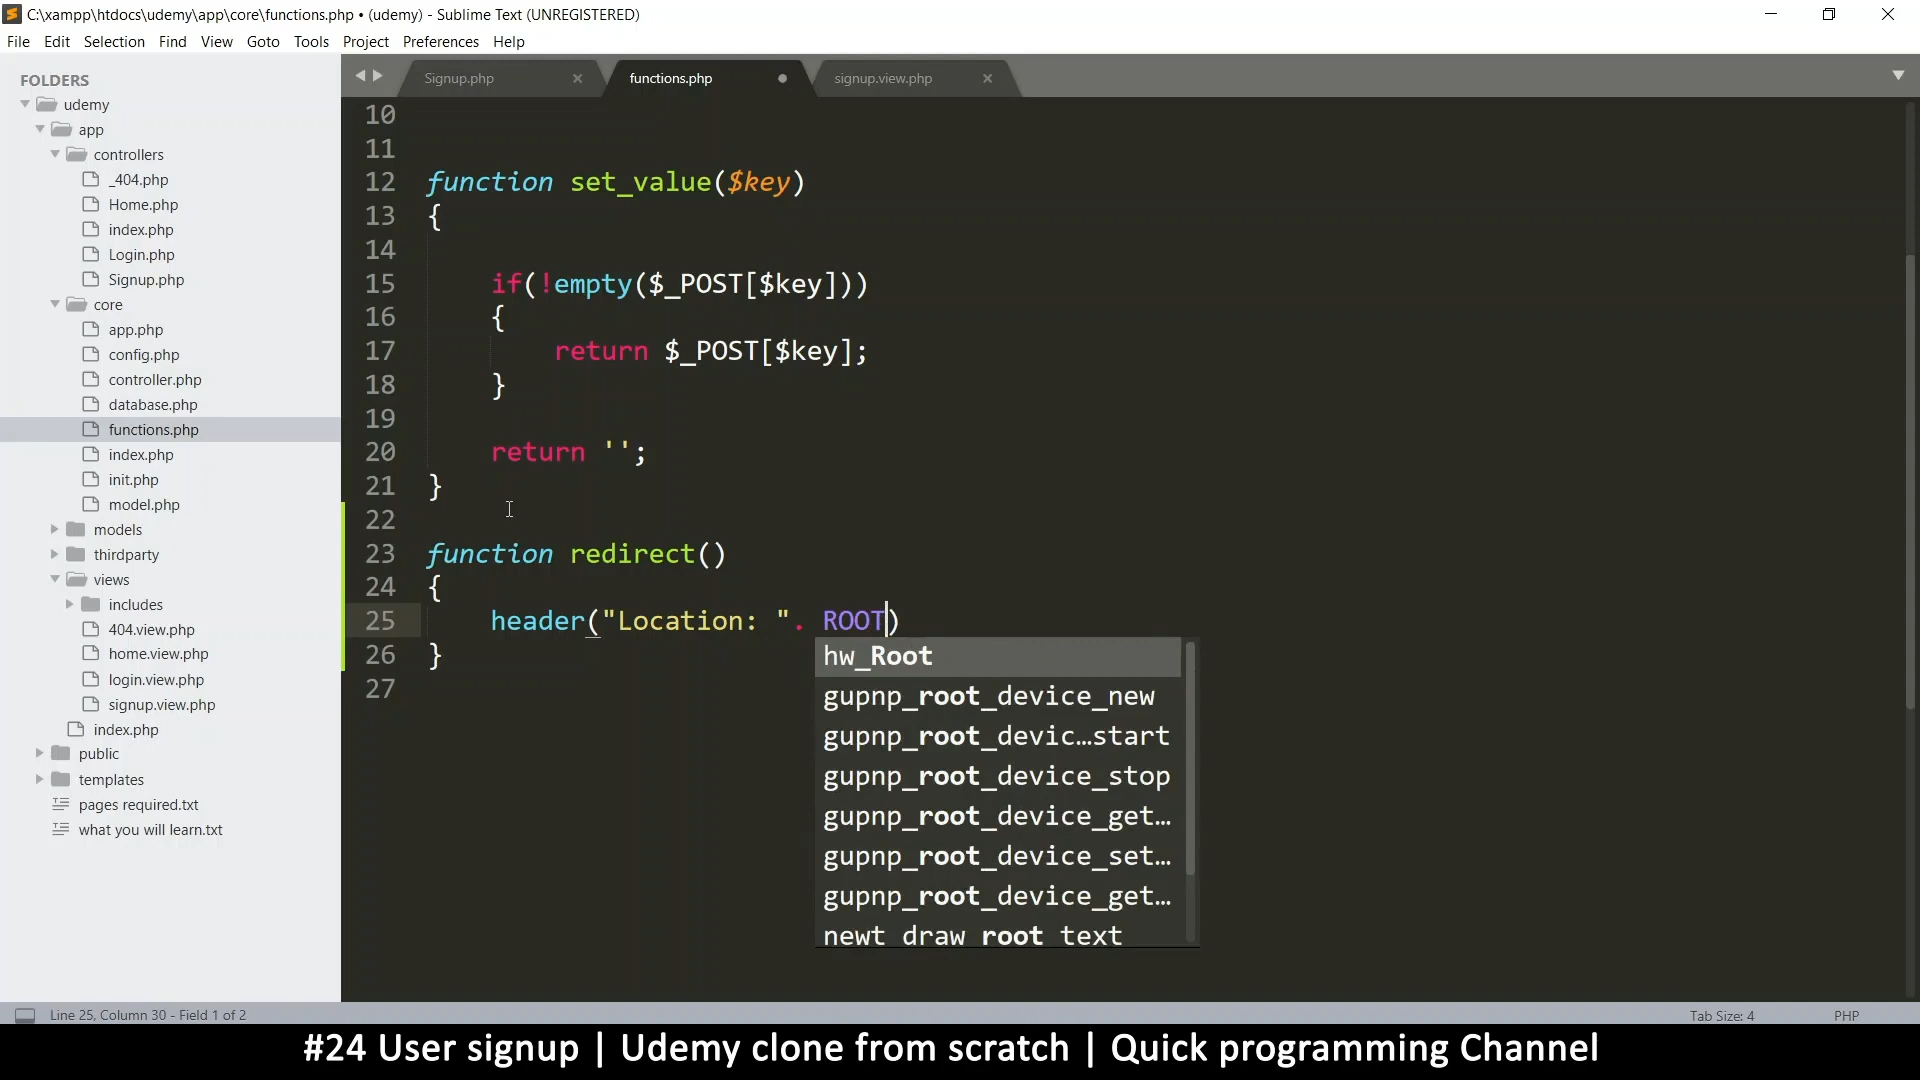 C:\xampp\htdocs\udemy\app\core\functions.php • (udemy) - Sublime Text (UNREGISTERED)
File Edit Selection Find View Goto Tools Project Preferences Help
FOLDERS
udemy
app
controllers
_404.php
Home.php
index.php
Login.php
Signup.php
core
app.php
config.php
controller.php
database.php
functions.php
index.php
init.php
model.php
models
thirdparty
views
includes
404.view.php
home.view.php
login.view.php
signup.view.php
index.php
public
templates
pages required.txt
what you will learn.txt
Signup.php functions.php signup.view.php
10
11
12 function set_value($key)
13 {
14
15 if(!empty($_POST[$key]))
16 {
17 return $_POST[$key];
18 }
19
20 return '';
21 }
22
23 function redirect()
24 {
25 header("Location: ". ROOT)
26 }
27
hw_Root
gupnp_root_device_new
gupnp_root_devic…start
gupnp_root_device_stop
gupnp_root_device_get…
gupnp_root_device_set…
gupnp_root_device_get…
newt_draw_root_text
Line 25, Column 30 - Field 1 of 2 Tab Size: 4 PHP
#24 User signup | Udemy clone from scratch | Quick programming Channel